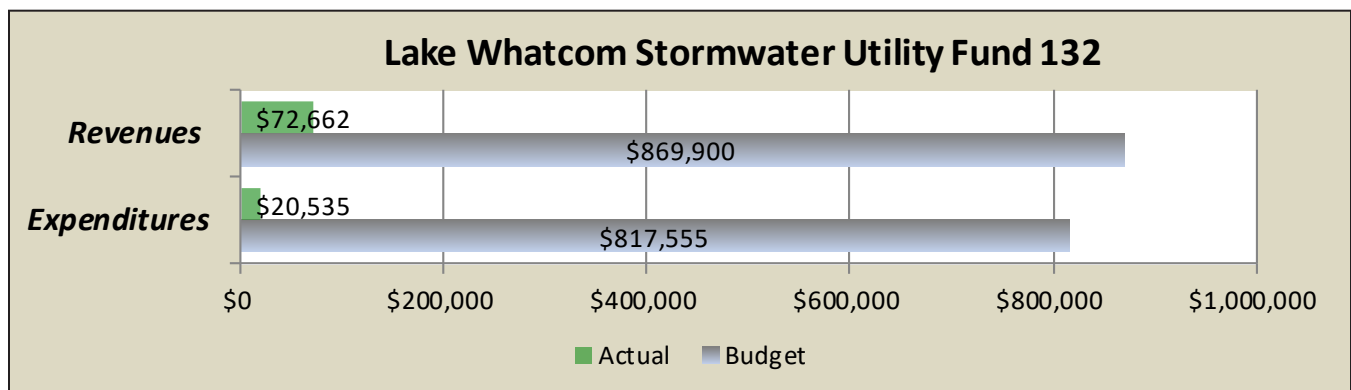 Lake Whatcom Stormwater Utility Fund 132
Revenues
$72,662
$869,900
Expenditures
$20,535
$817,555
$0 $200,000 $400,000 $600,000 $800,000 $1,000,000
Actual Budget